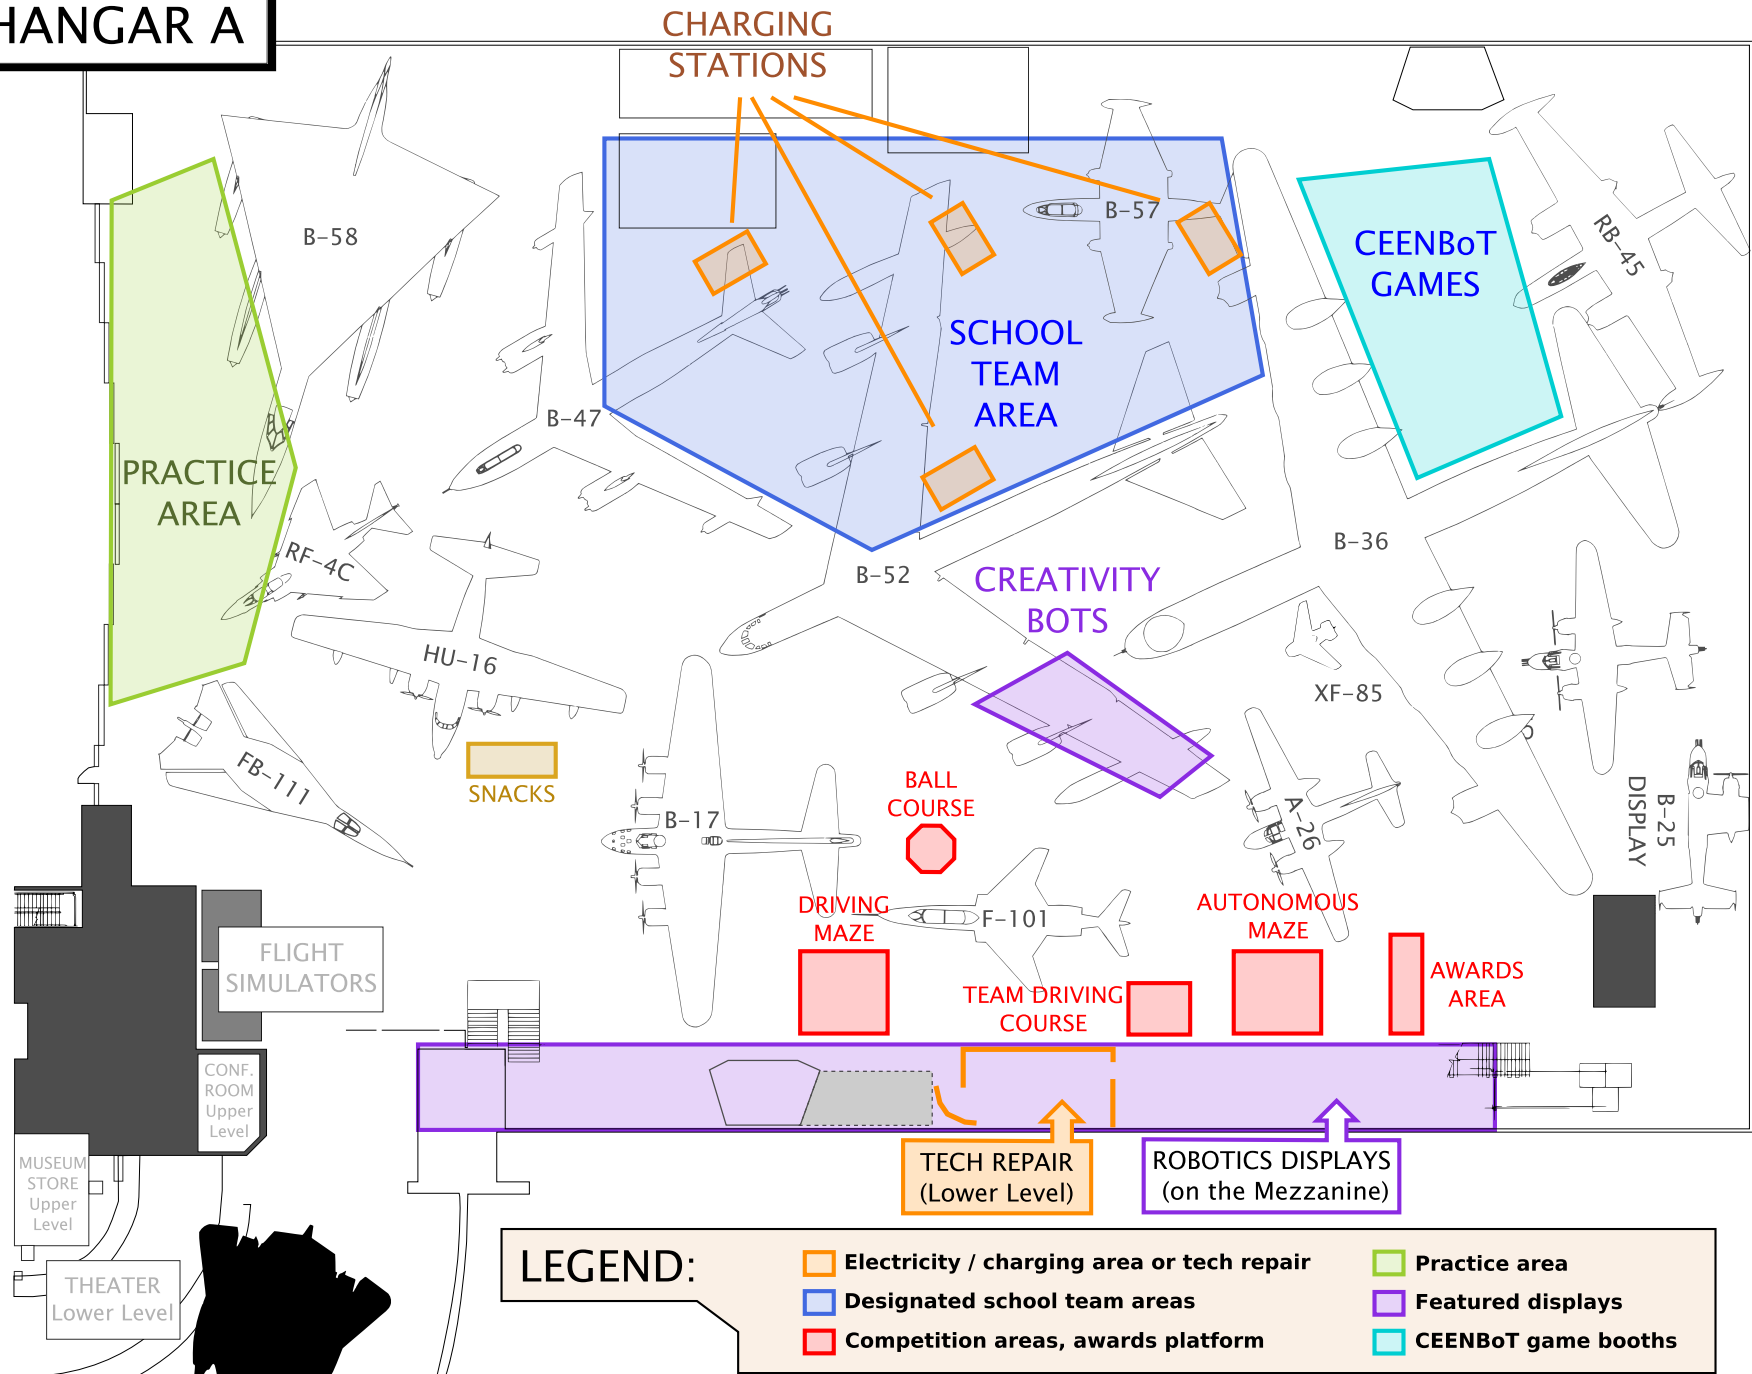 HANGAR A
CHARGING
STATIONS
B-58
B-57
RB-45
CEENBoT
GAMES
SCHOOL
TEAM
AREA
B-47
PRACTICE
AREA
RF-4C
B-52
B-36
CREATIVITY
BOTS
HU-16
XF-85
FB-111
SNACKS
B-17
BALL
COURSE
A-26
B-25
DISPLAY
DRIVING
MAZE
F-101
AUTONOMOUS
MAZE
AWARDS
AREA
TEAM DRIVING
COURSE
FLIGHT
SIMULATORS
CONF.
ROOM
Upper
Level
MUSEUM
STORE
Upper
Level
THEATER
Lower Level
TECH REPAIR
(Lower Level)
ROBOTICS DISPLAYS
(on the Mezzanine)
LEGEND:
Electricity / charging area or tech repair
Designated school team areas
Competition areas, awards platform
Practice area
Featured displays
CEENBoT game booths